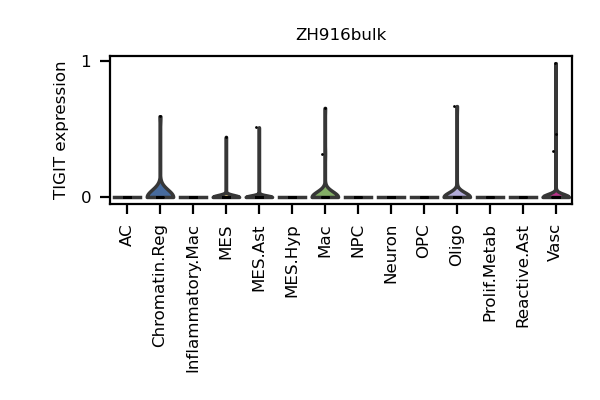 ZH916bulk
TIGIT expression
1
0
AC
Chromatin.Reg
Inflammatory.Mac
MES
MES.Ast
MES.Hyp
Mac
NPC
Neuron
OPC
Oligo
Prolif.Metab
Reactive.Ast
Vasc